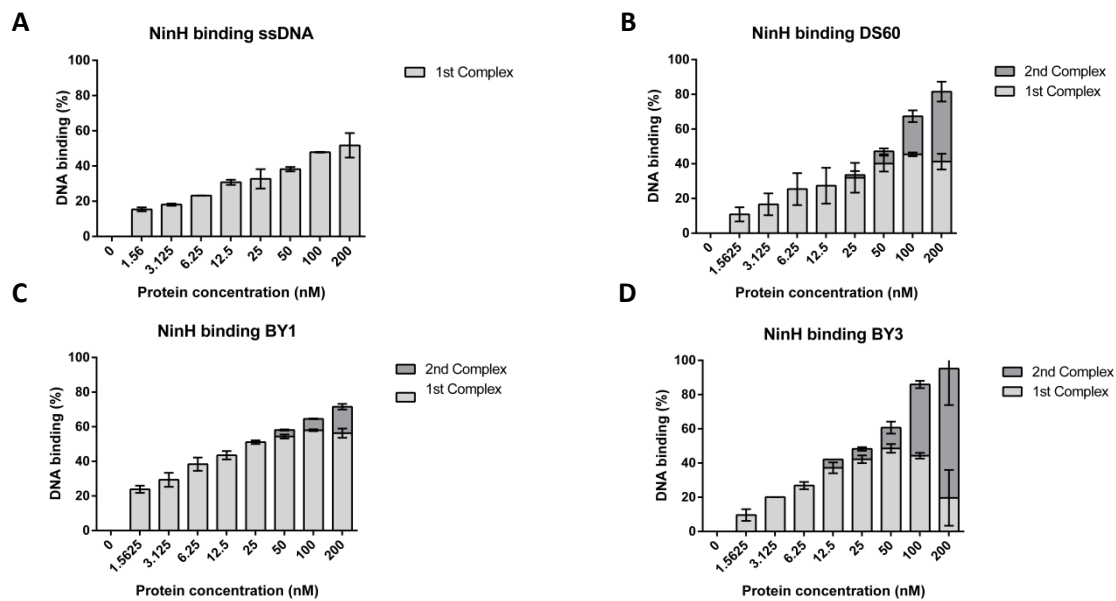 A
NinH binding ssDNA
1st Complex
DNA binding (%)
100
80
60
40
20
0
0
1.56
3.125
6.25
12.5
25
50
100
200
Protein concentration (nM)
B
NinH binding DS60
2nd Complex
1st Complex
DNA binding (%)
100
80
60
40
20
0
0
1.5625
3.125
6.25
12.5
25
50
100
200
Protein concentration (nM)
C
NinH binding BY1
2nd Complex
1st Complex
DNA binding (%)
100
80
60
40
20
0
0
1.5625
3.125
6.25
12.5
25
50
100
200
Protein concentration (nM)
D
NinH binding BY3
2nd Complex
1st Complex
DNA binding (%)
100
80
60
40
20
0
0
1.5625
3.125
6.25
12.5
25
50
100
200
Protein concentration (nM)